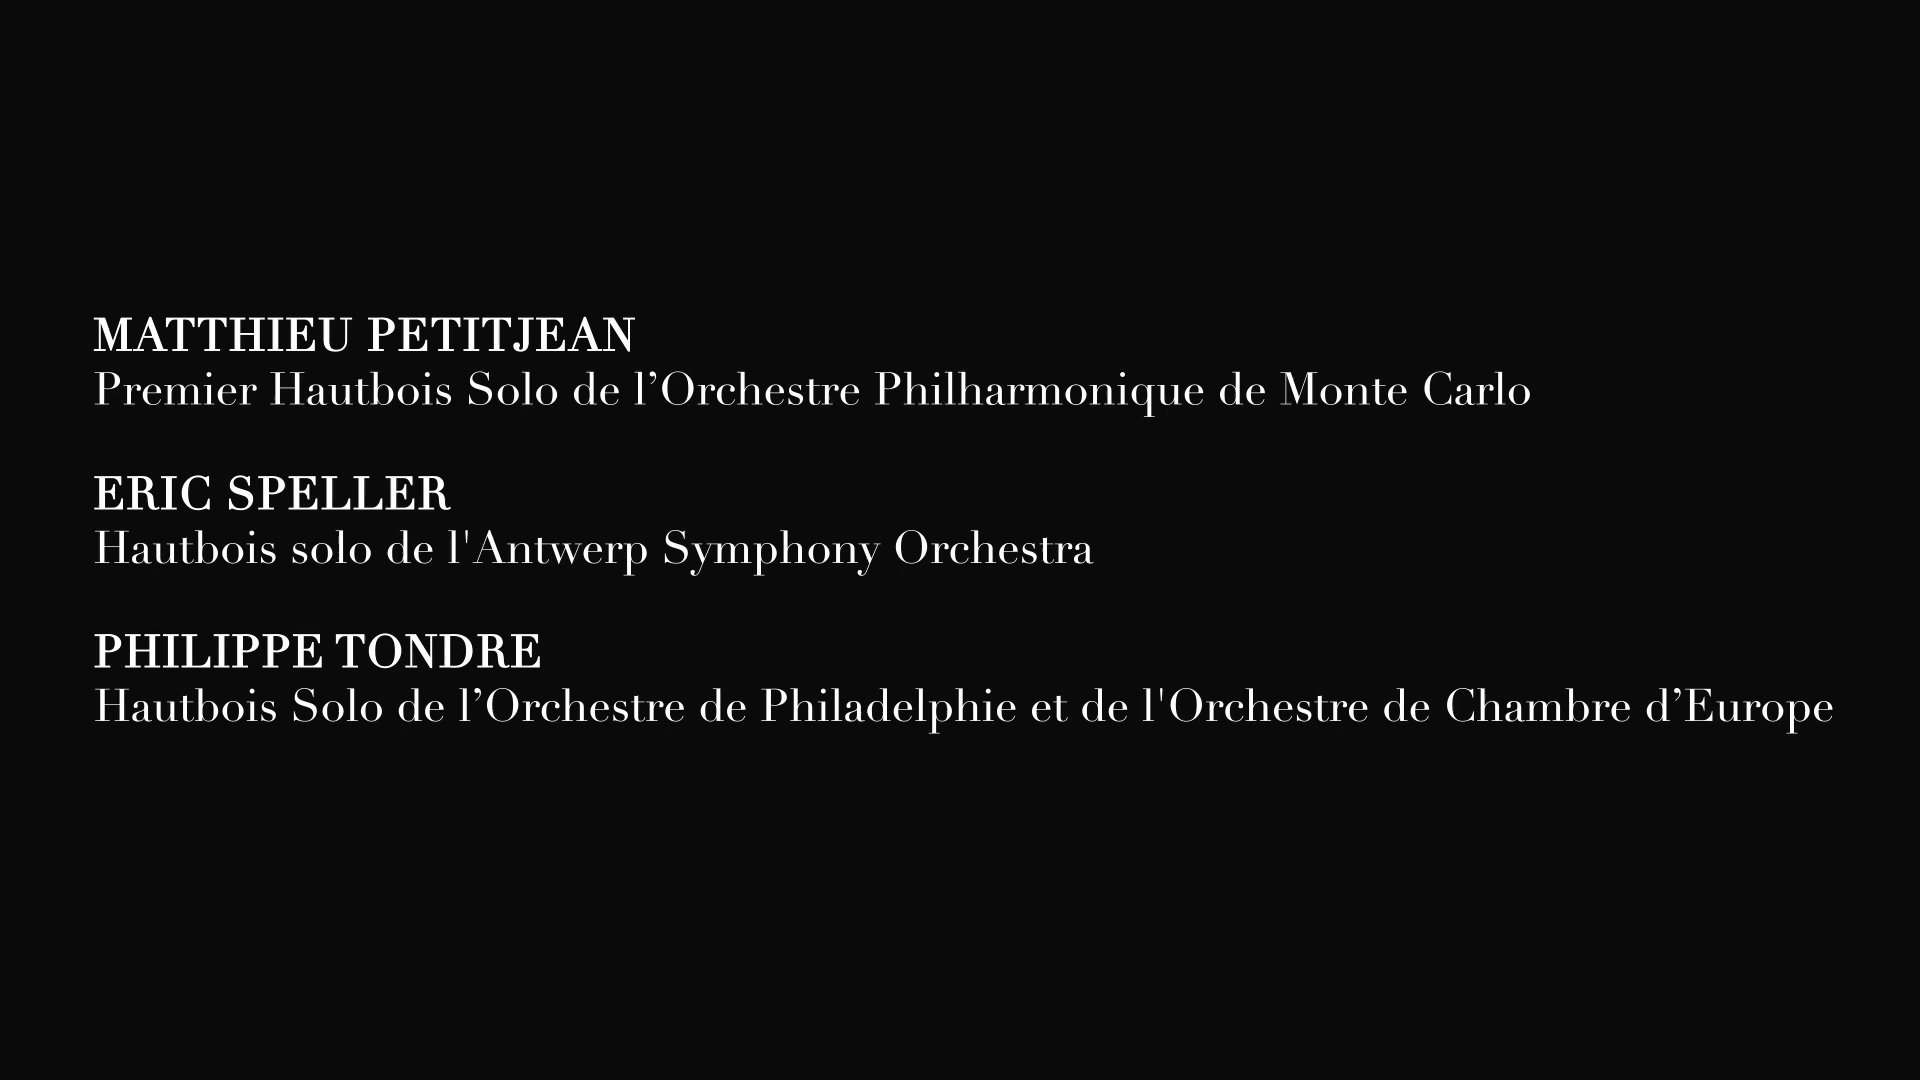 MATTHIEU PETITJEAN
Premier Hautbois Solo de l’Orchestre Philharmonique de Monte Carlo
ERIC SPELLER
Hautbois solo de l'Antwerp Symphony Orchestra
PHILIPPE TONDRE
Hautbois Solo de l’Orchestre de Philadelphie et de l'Orchestre de Chambre d’Europe